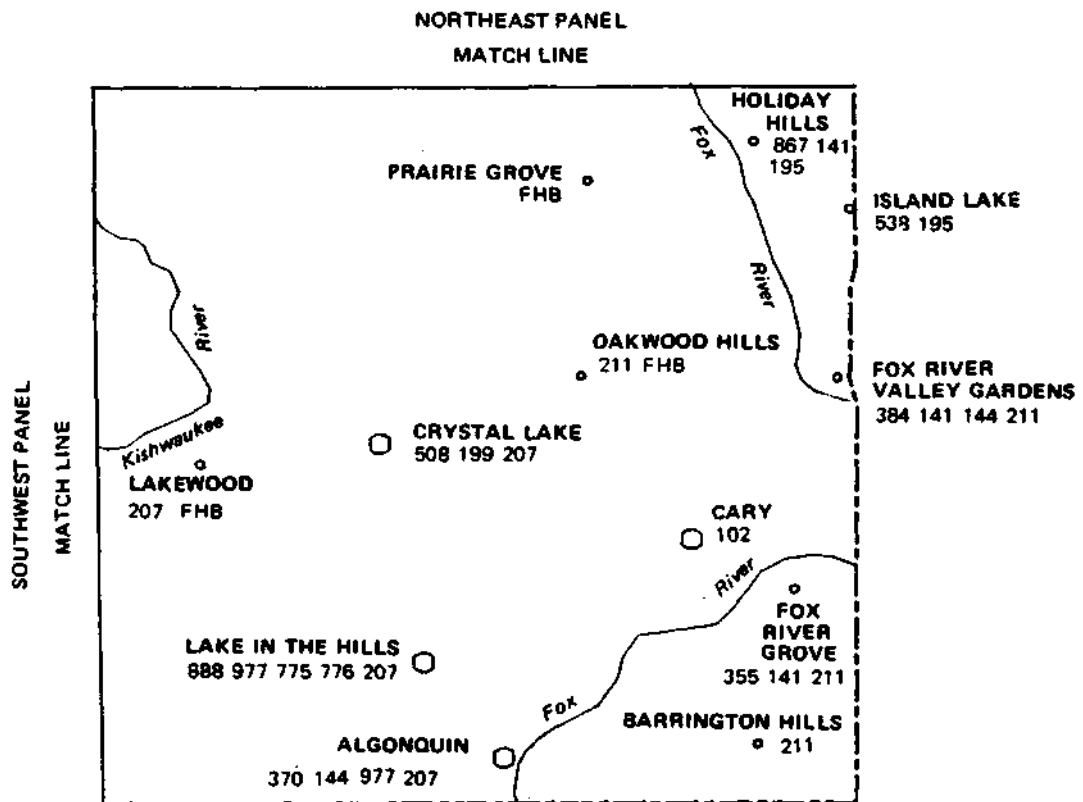 NORTHEAST PANEL
MATCH LINE
HOLIDAY
HILLS
867 141
195
Fox
River
PRAIRIE GROVE
FHB
ISLAND LAKE
538 195
River
Kishwaukee
OAKWOOD HILLS
211 FHB
FOX RIVER
VALLEY GARDENS
384 141 144 211
SOUTHWEST PANEL
MATCH LINE
CRYSTAL LAKE
508 199 207
LAKEWOOD
207 FHB
CARY
102
River
Fox
FOX
RIVER
GROVE
355 141 211
LAKE IN THE HILLS
888 977 775 776 207
BARRINGTON HILLS
211
ALGONQUIN
370 144 977 207